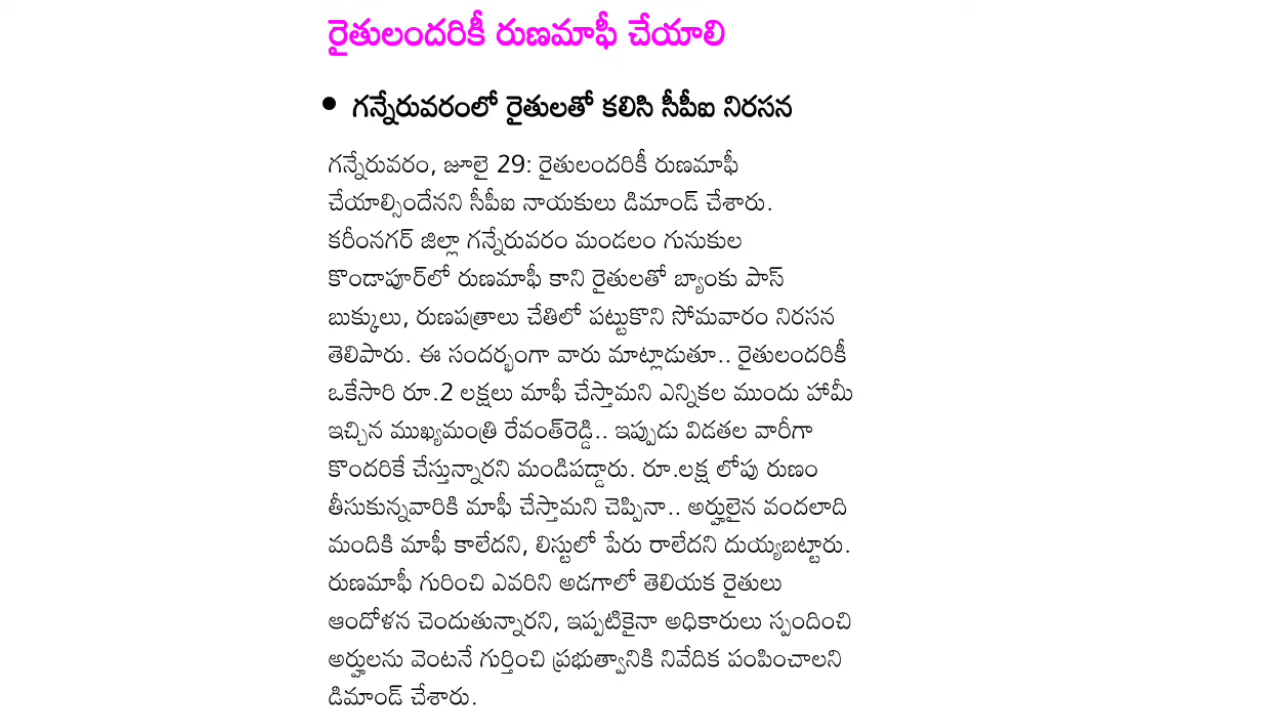 రైతులందరికీ రుణమాఫీ చేయాలి
• గన్నేరువరంలో రైతులతో కలిసి సీపీఐ నిరసన
గన్నేరువరం, జూలై 29: రైతులందరికీ రుణమాఫీ
చేయాల్సిందేనని సీపీఐ నాయకులు డిమాండ్ చేశారు.
కరీంనగర్ జిల్లా గన్నేరువరం మండలం గునుకుల
కొండాపూర్‌లో రుణమాఫీ కాని రైతులతో బ్యాంకు పాస్
బుక్కులు, రుణపత్రాలు చేతిలో పట్టుకొని సోమవారం నిరసన
తెలిపారు. ఈ సందర్భంగా వారు మాట్లాడుతూ.. రైతులందరికీ
ఒకేసారి రూ.2 లక్షలు మాఫీ చేస్తామని ఎన్నికల ముందు హామీ
ఇచ్చిన ముఖ్యమంత్రి రేవంత్‌రెడ్డి.. ఇప్పుడు విడతల వారీగా
కొందరికే చేస్తున్నారని మండిపడ్డారు. రూ.లక్ష లోపు రుణం
తీసుకున్నవారికి మాఫీ చేస్తామని చెప్పినా.. అర్హులైన వందలాది
మందికి మాఫీ కాలేదని, లిస్టులో పేరు రాలేదని దుయ్యబట్టారు.
రుణమాఫీ గురించి ఎవరిని అడగాలో తెలియక రైతులు
ఆందోళన చెందుతున్నారని, ఇప్పటికైనా అధికారులు స్పందించి
అర్హులను వెంటనే గుర్తించి ప్రభుత్వానికి నివేదిక పంపించాలని
డిమాండ్ చేశారు.